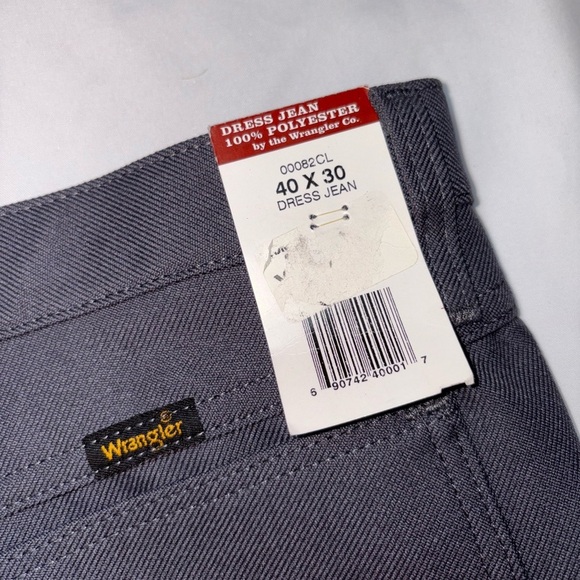 DRESS JEAN
100% POLYESTER
by the Wrangler Co.
00082CL
40 X 30
DRESS JEAN
6 90742 40001 7
Wrangler
©